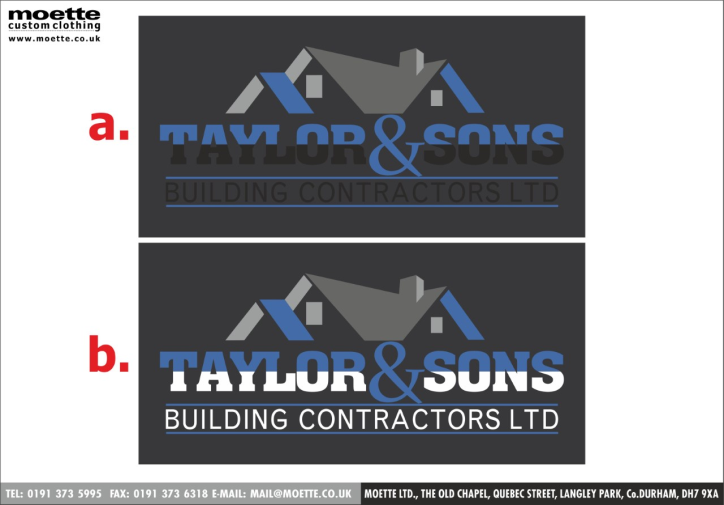 moette
custom clothing
www.moette.co.uk
a.
TAYLOR & SONS
BUILDING CONTRACTORS LTD
b.
TAYLOR & SONS
BUILDING CONTRACTORS LTD
TEL: 0191 373 5995 FAX: 0191 373 6318 E-MAIL: MAIL@MOETTE.CO.UK
MOETTE LTD., THE OLD CHAPEL, QUEBEC STREET, LANGLEY PARK, Co.DURHAM, DH7 9XA